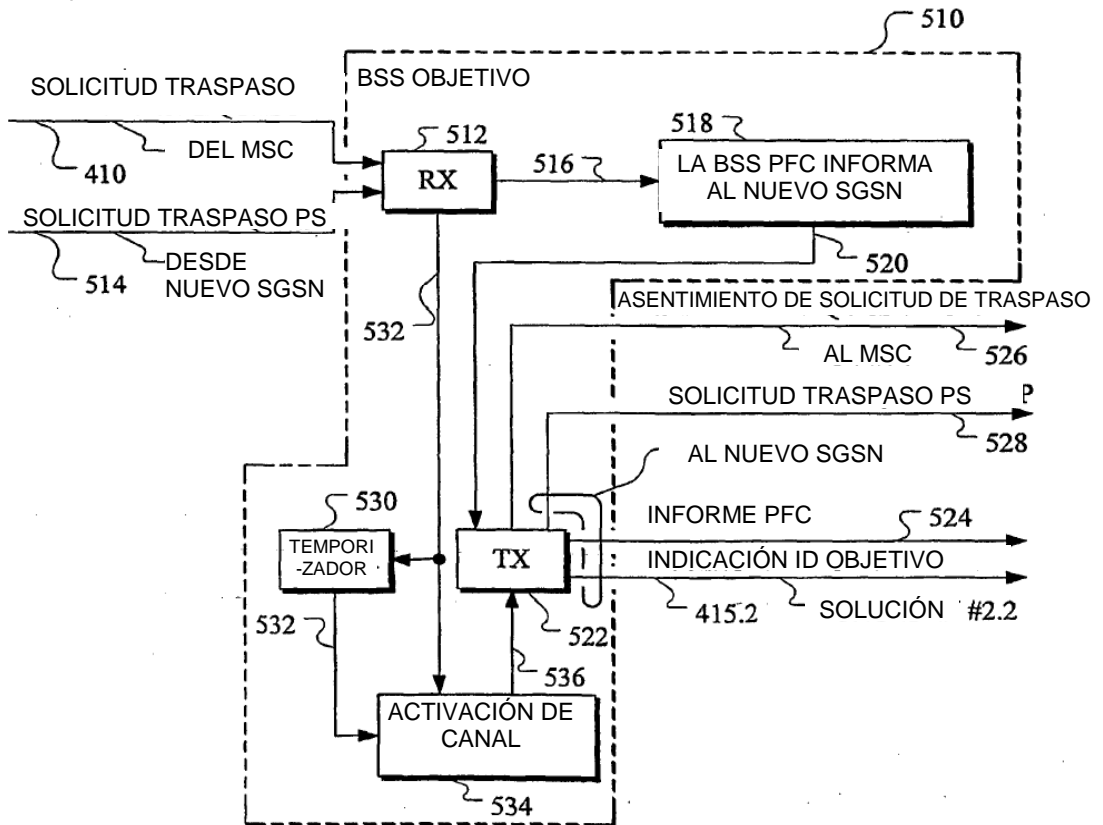 510
SOLICITUD TRASPASO
BSS OBJETIVO
410
DEL MSC
512
RX
516
518
LA BSS PFC INFORMA
AL NUEVO SGSN
SOLICITUD TRASPASO PS
514
DESDE
NUEVO SGSN
520
532
ASENTIMIENTO DE SOLICITUD DE TRASPASO
AL MSC
526
SOLICITUD TRASPASO PS P
528
AL NUEVO SGSN
530
TEMPORI
-ZADOR
TX
INFORME PFC
524
INDICACIÓN ID OBJETIVO
415.2
SOLUCIÓN #2.2
522
532
536
ACTIVACIÓN DE
CANAL
534